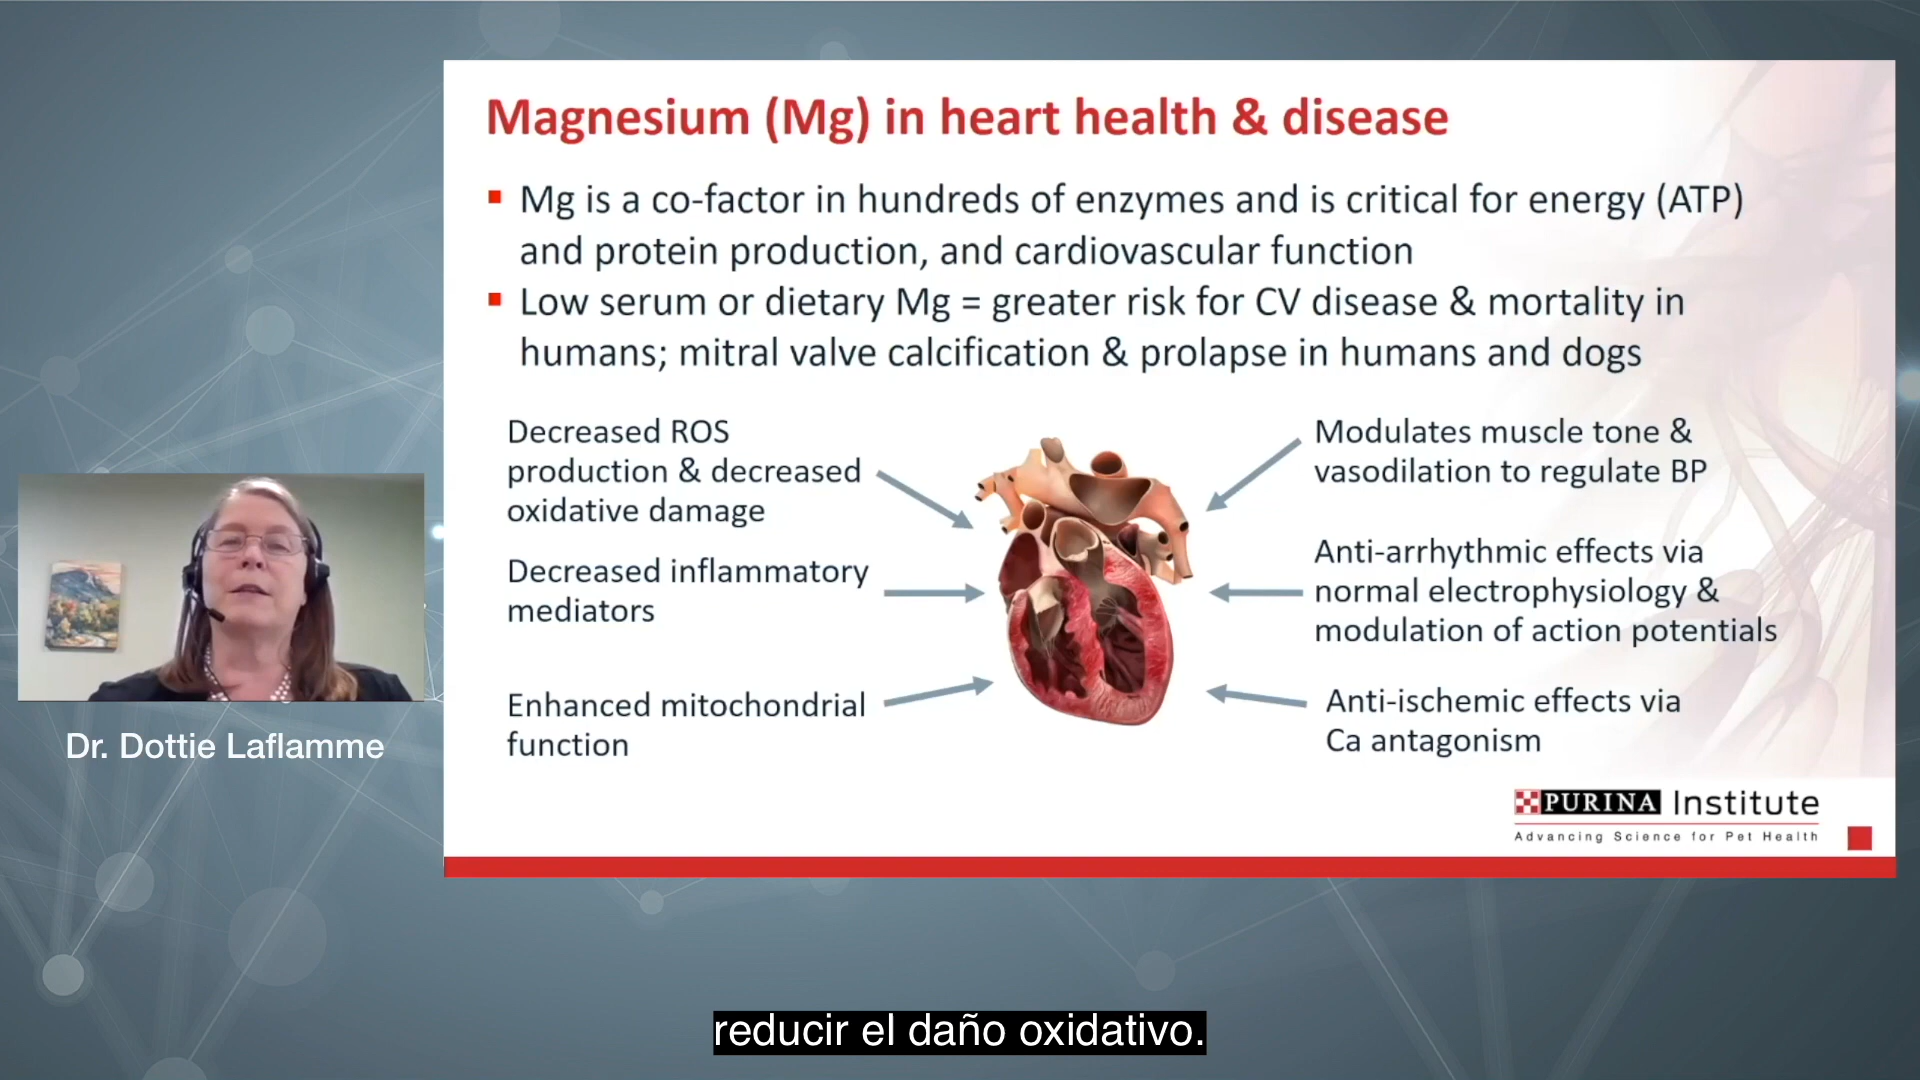 Magnesium (Mg) in heart health & disease
Mg is a co-factor in hundreds of enzymes and is critical for energy (ATP)
and protein production, and cardiovascular function
Low serum or dietary Mg = greater risk for CV disease & mortality in
humans; mitral valve calcification & prolapse in humans and dogs
Decreased ROS
production & decreased
oxidative damage
Decreased inflammatory
mediators
Enhanced mitochondrial
function
Modulates muscle tone &
vasodilation to regulate BP
Anti-arrhythmic effects via
normal electrophysiology &
modulation of action potentials
Anti-ischemic effects via
Ca antagonism
PURINA Institute
Advancing Science for Pet Health
Dr. Dottie Laflamme
reducir el daño oxidativo.